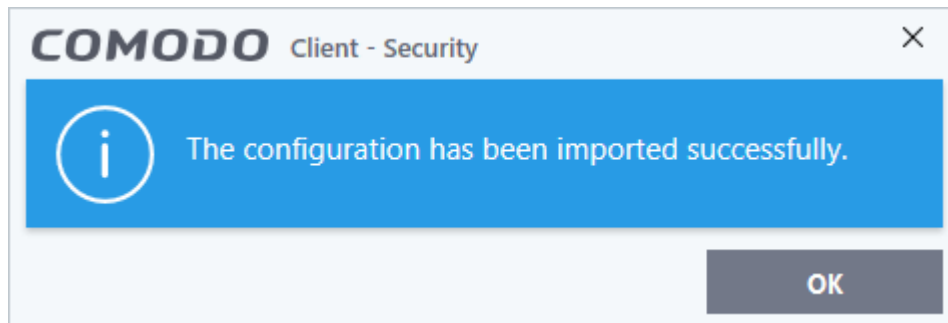 COMODO Client - Security
The configuration has been imported successfully.
OK